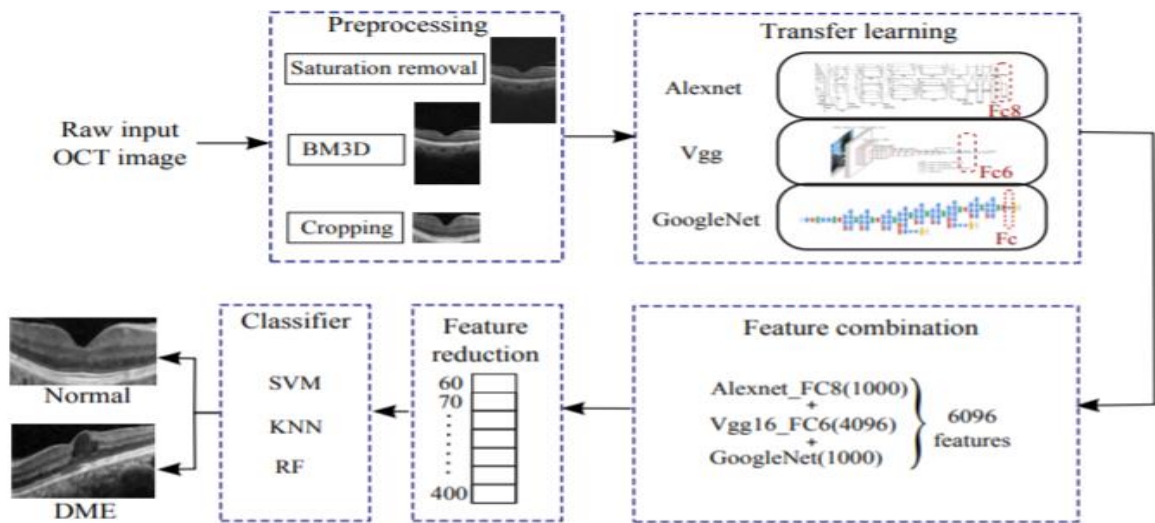 Preprocessing
Saturation removal
Raw input
OCT image
BM3D
Cropping
Transfer learning
Alexnet
Fc8
Vgg
Fc6
GoogleNet
Fc
Feature combination
Alexnet_FC8(1000)
+
Vgg16_FC6(4096)
+
GoogleNet(1000)
6096
features
Feature
reduction
60
70
400
Classifier
SVM
KNN
RF
Normal
DME